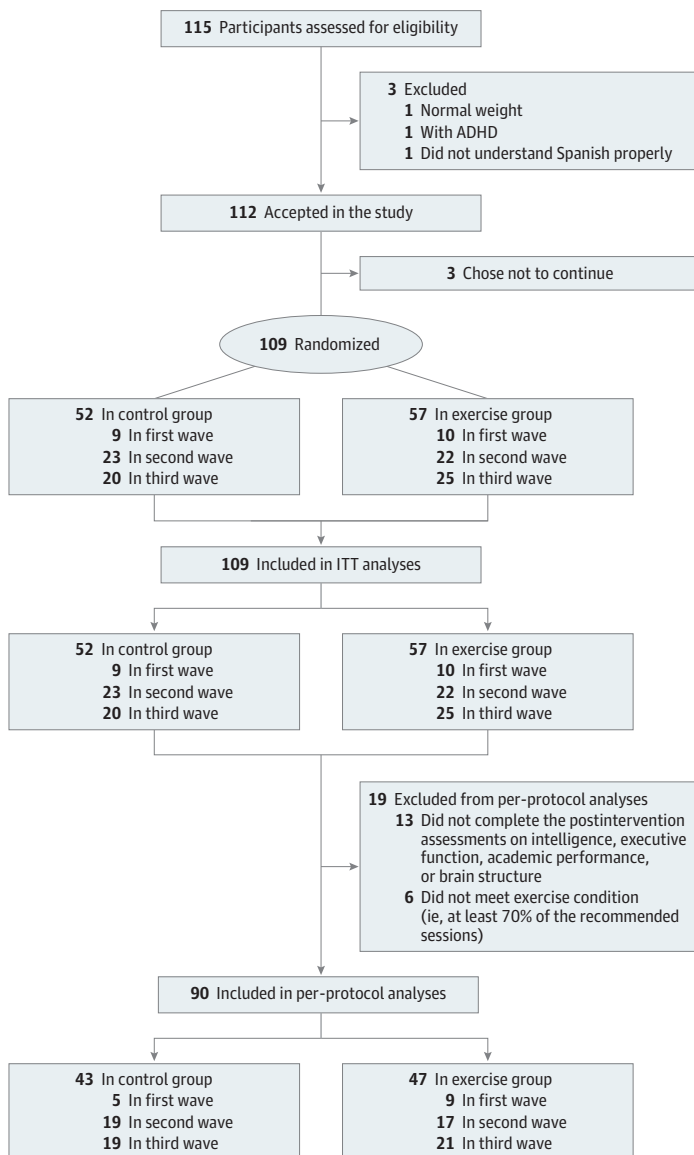 115 Participants assessed for eligibility
3 Excluded
1 Normal weight
1 With ADHD
1 Did not understand Spanish properly
112 Accepted in the study
3 Chose not to continue
109 Randomized
52 In control group
9 In first wave
23 In second wave
20 In third wave
57 In exercise group
10 In first wave
22 In second wave
25 In third wave
109 Included in ITT analyses
52 In control group
9 In first wave
23 In second wave
20 In third wave
57 In exercise group
10 In first wave
22 In second wave
25 In third wave
19 Excluded from per-protocol analyses
13 Did not complete the postintervention
assessments on intelligence, executive
function, academic performance,
or brain structure
6 Did not meet exercise condition
(ie, at least 70% of the recommended
sessions)
90 Included in per-protocol analyses
43 In control group
5 In first wave
19 In second wave
19 In third wave
47 In exercise group
9 In first wave
17 In second wave
21 In third wave